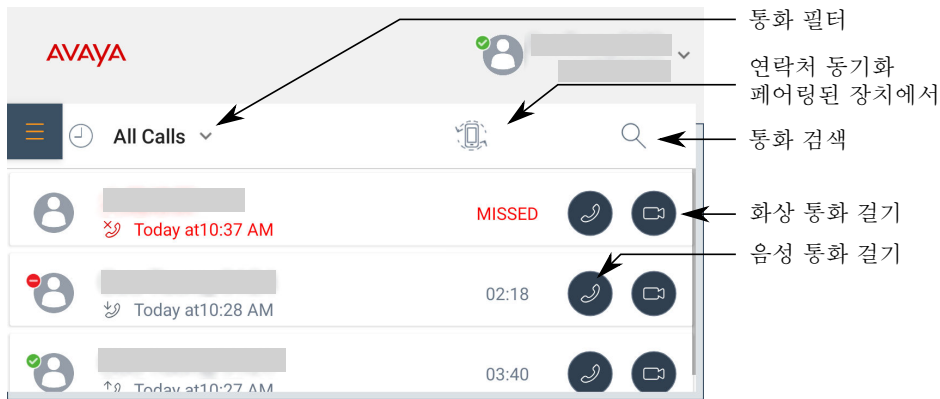 통화 필터
AVAYA
연락처 동기화
페어링된 장치에서
All Calls
통화 검색
MISSED
화상 통화 걸기
Today at10:37 AM
음성 통화 걸기
02:18
Today at10:28 AM
03:40
Today at10:27 AM